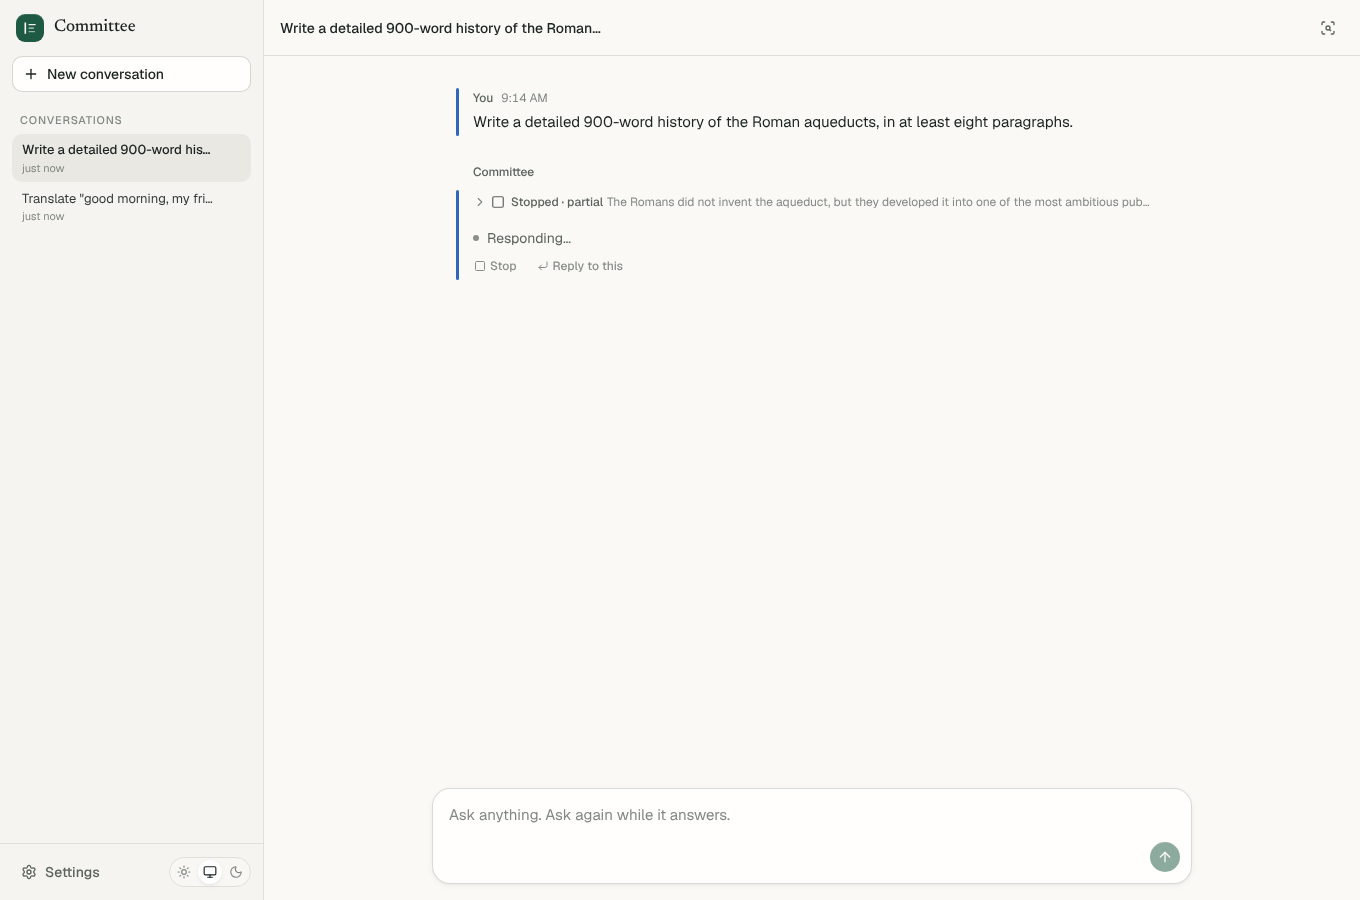 Committee
New conversation
CONVERSATIONS
Write a detailed 900-word his…
just now
Translate "good morning, my fri…
just now
Settings
Write a detailed 900-word history of the Roman…
You 9:14 AM
Write a detailed 900-word history of the Roman aqueducts, in at least eight paragraphs.
Committee
Stopped · partial The Romans did not invent the aqueduct, but they developed it into one of the most ambitious pub…
Responding…
Stop Reply to this
Ask anything. Ask again while it answers.